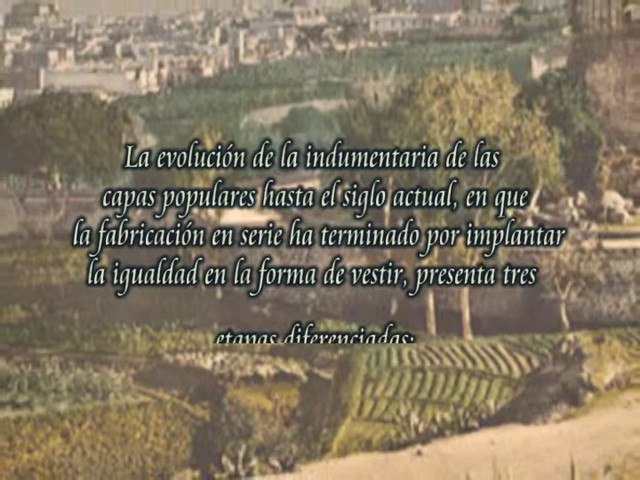 La evolución de la indumentaria de las
capas populares hasta el siglo actual, en que
la fabricación en serie ha terminado por implantar
la igualdad en la forma de vestir, presenta tres
etapas diferenciadas: